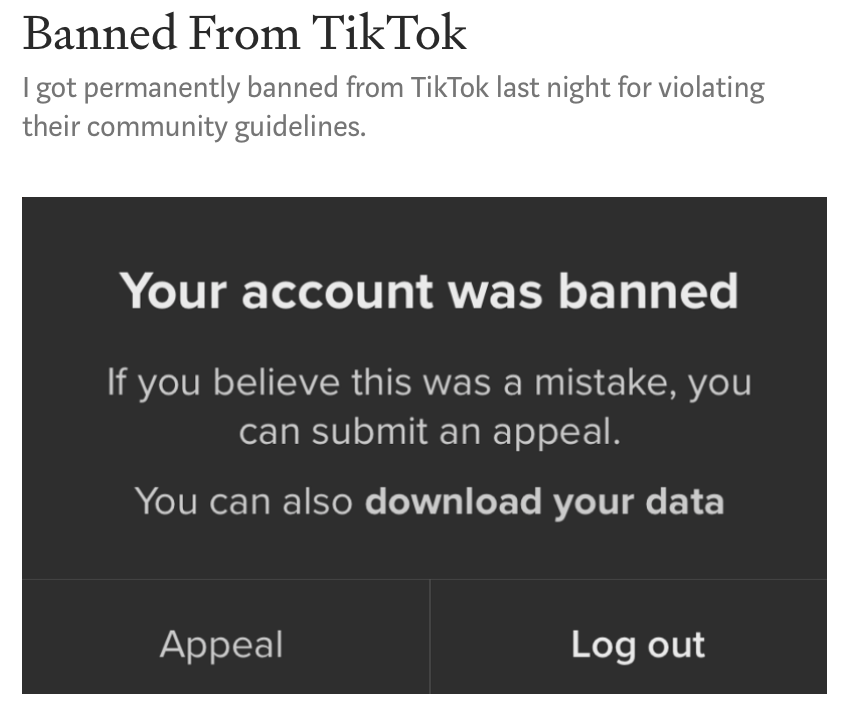 Banned From TikTok
I got permanently banned from TikTok last night for violating
their community guidelines.
Your account was banned
If you believe this was a mistake, you
can submit an appeal.
You can also download your data
Appeal
Log out